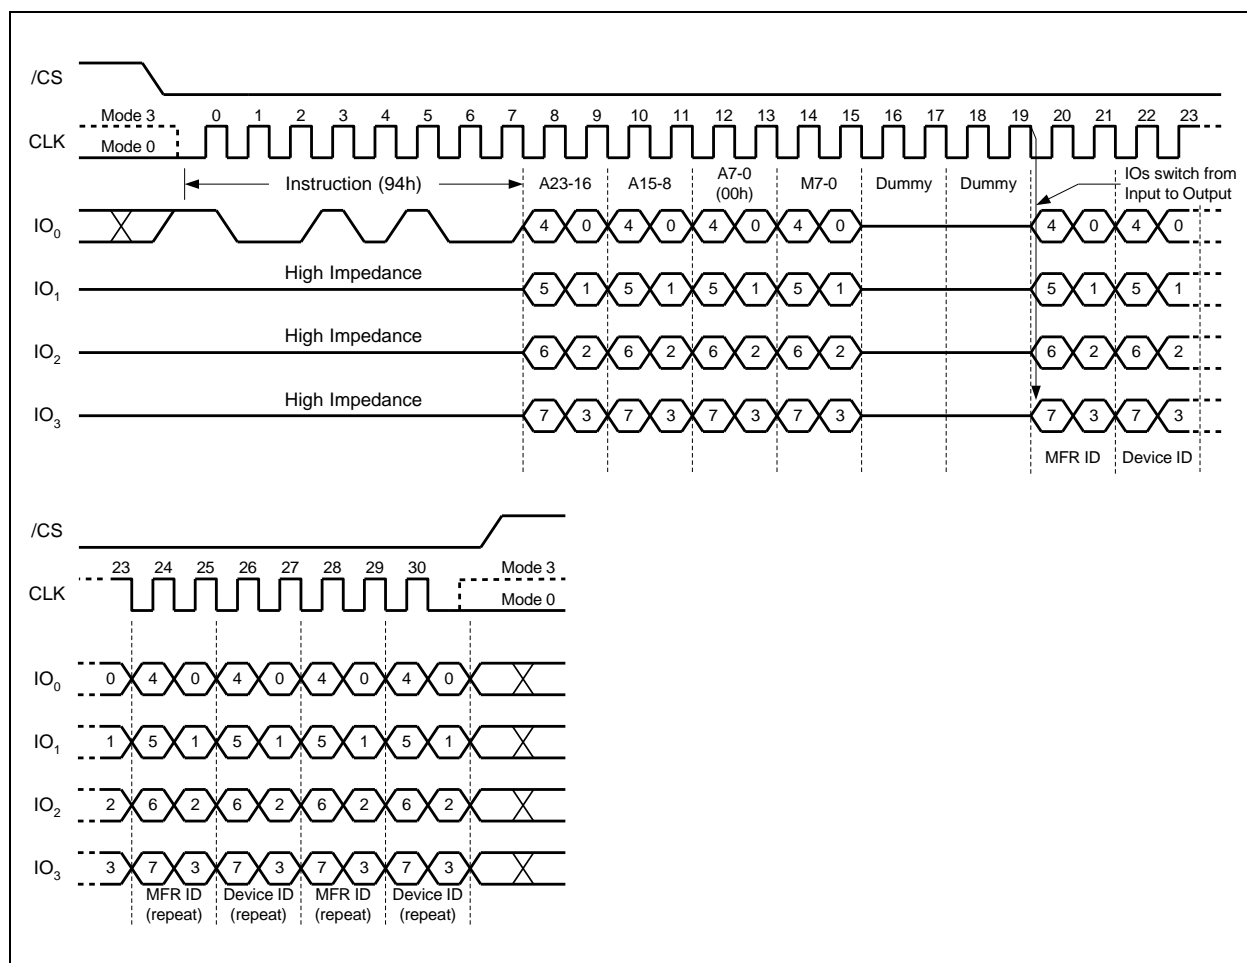 /CS
Mode 3 0 1 2 3 4 5 6 7 8 9 10 11 12 13 14 15 16 17 18 19 20 21 22 23
CLK
Mode 0
Instruction (94h) A23-16 A15-8 A7-0 (00h) M7-0 Dummy Dummy
IOs switch from
Input to Output
IO0 4 0 4 0 4 0 4 0 4 0 4 0
High Impedance
IO1 5 1 5 1 5 1 5 1 5 1 5 1
High Impedance
IO2 6 2 6 2 6 2 6 2 6 2 6 2
High Impedance
IO3 7 3 7 3 7 3 7 3 7 3 7 3
MFR ID Device ID
/CS
23 24 25 26 27 28 29 30 Mode 3
CLK
Mode 0
IO0 0 4 0 4 0 4 0 4 0
IO1 1 5 1 5 1 5 1 5 1
IO2 2 6 2 6 2 6 2 6 2
IO3 3 7 3 7 3 7 3 7 3
MFR ID Device ID MFR ID Device ID
(repeat) (repeat) (repeat) (repeat)